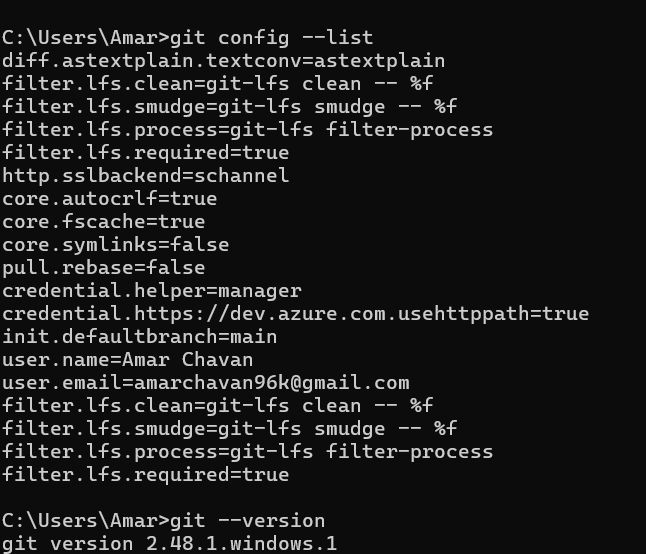 C:\Users\Amar>git config --list
diff.astextplain.textconv=astextplain
filter.lfs.clean=git-lfs clean -- %f
filter.lfs.smudge=git-lfs smudge -- %f
filter.lfs.process=git-lfs filter-process
filter.lfs.required=true
http.sslbackend=schannel
core.autocrlf=true
core.fscache=true
core.symlinks=false
pull.rebase=false
credential.helper=manager
credential.https://dev.azure.com.usehttppath=true
init.defaultbranch=main
user.name=Amar Chavan
user.email=amarchavan96k@gmail.com
filter.lfs.clean=git-lfs clean -- %f
filter.lfs.smudge=git-lfs smudge -- %f
filter.lfs.process=git-lfs filter-process
filter.lfs.required=true
C:\Users\Amar>git --version
git version 2.48.1.windows.1